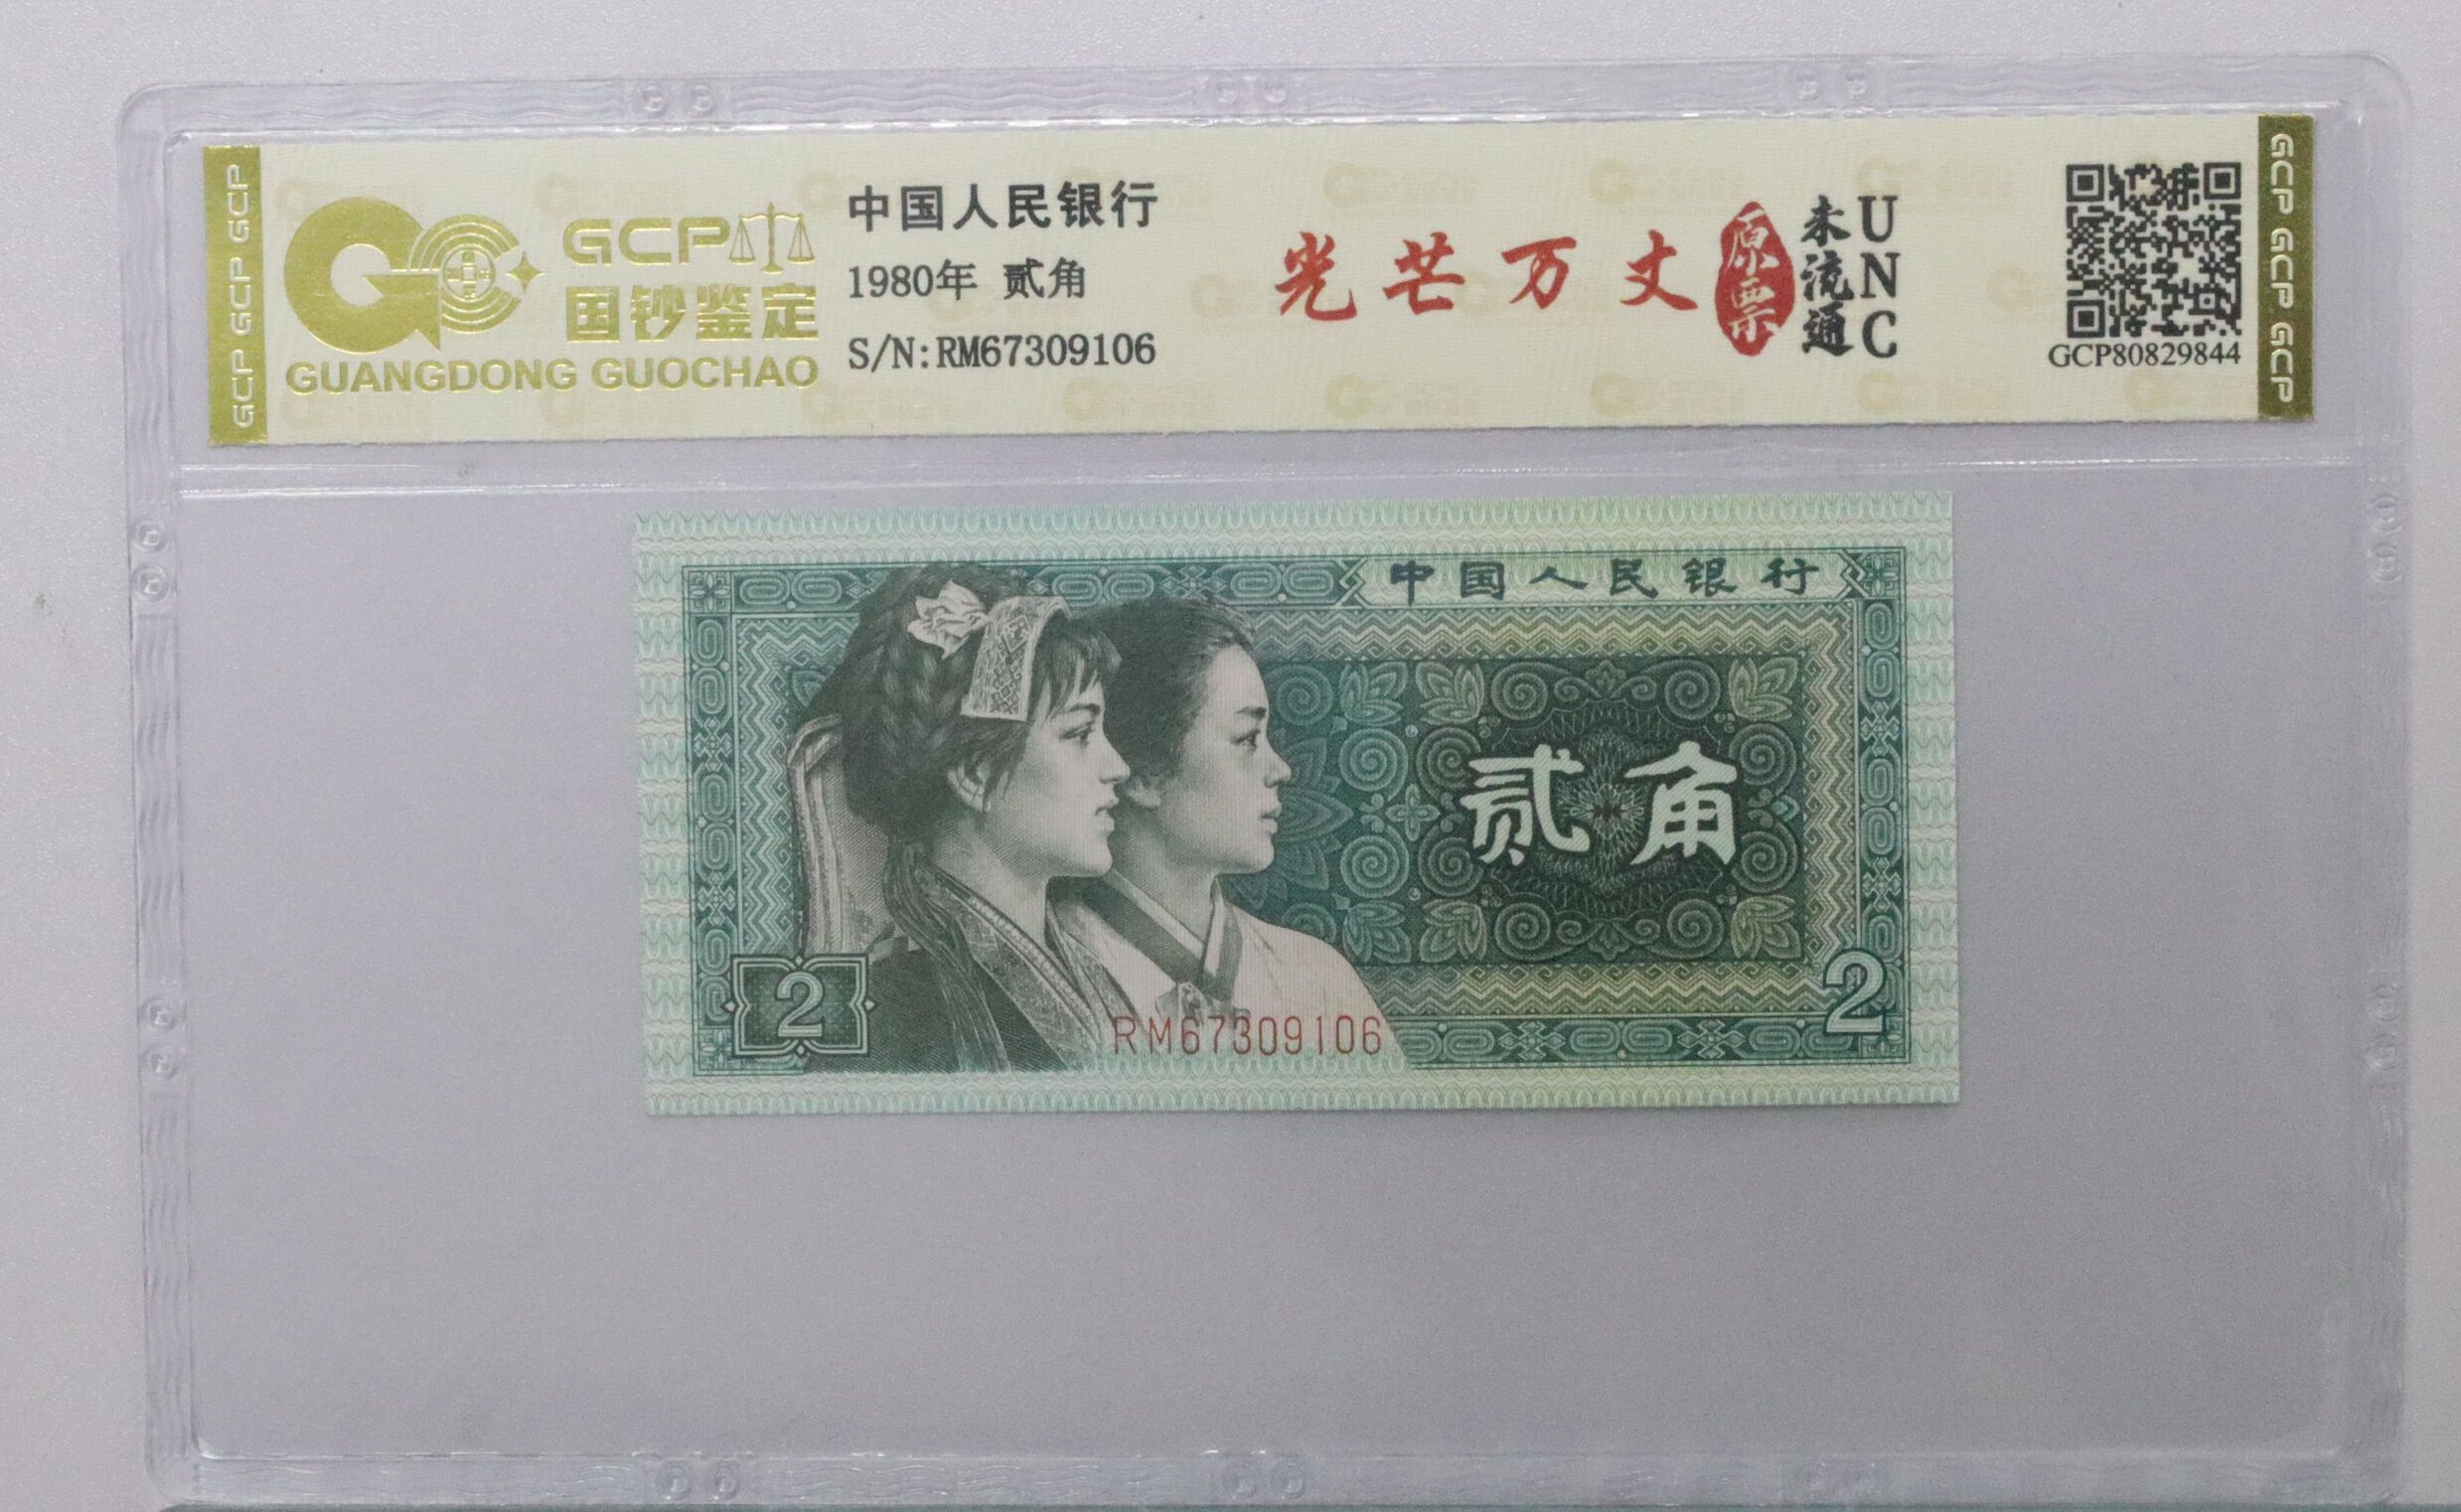 GCP GCP GCP
GCP
国钞鉴定
GUANGDONG GUOCHAO
中国人民银行
1980年 贰角
S/N:RM67309106
光芒万丈
原票
未流通
UNC
GCP80829844
GCP GCP GCP
中国人民银行
贰角
2
RM67309106
2